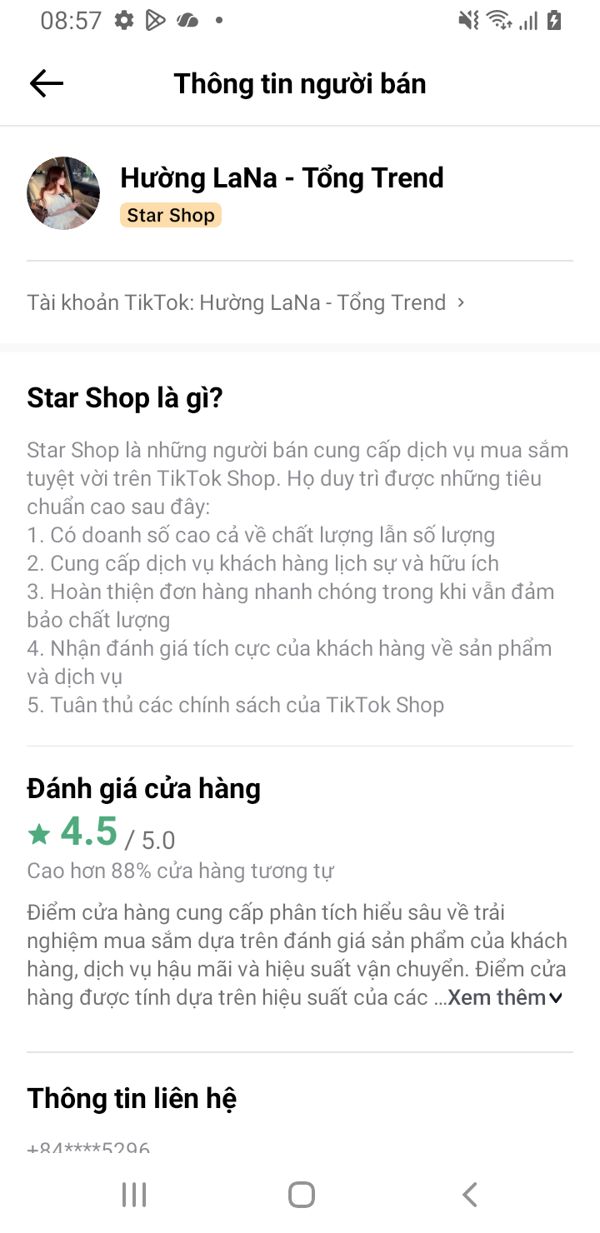 08:57
Thông tin người bán
Hường LaNa - Tổng Trend
Star Shop
Tài khoản TikTok: Hường LaNa - Tổng Trend
Star Shop là gì?
Star Shop là những người bán cung cấp dịch vụ mua sắm
tuyệt vời trên TikTok Shop. Họ duy trì được những tiêu
chuẩn cao sau đây:
1. Có doanh số cao cả về chất lượng lẫn số lượng
2. Cung cấp dịch vụ khách hàng lịch sự và hữu ích
3. Hoàn thiện đơn hàng nhanh chóng trong khi vẫn đảm
bảo chất lượng
4. Nhận đánh giá tích cực của khách hàng về sản phẩm
và dịch vụ
5. Tuân thủ các chính sách của TikTok Shop
Đánh giá cửa hàng
4.5 / 5.0
Cao hơn 88% cửa hàng tương tự
Điểm cửa hàng cung cấp phân tích hiểu sâu về trải
nghiệm mua sắm dựa trên đánh giá sản phẩm của khách
hàng, dịch vụ hậu mãi và hiệu suất vận chuyển. Điểm cửa
hàng được tính dựa trên hiệu suất của các ...Xem thêm
Thông tin liên hệ
+84****5296